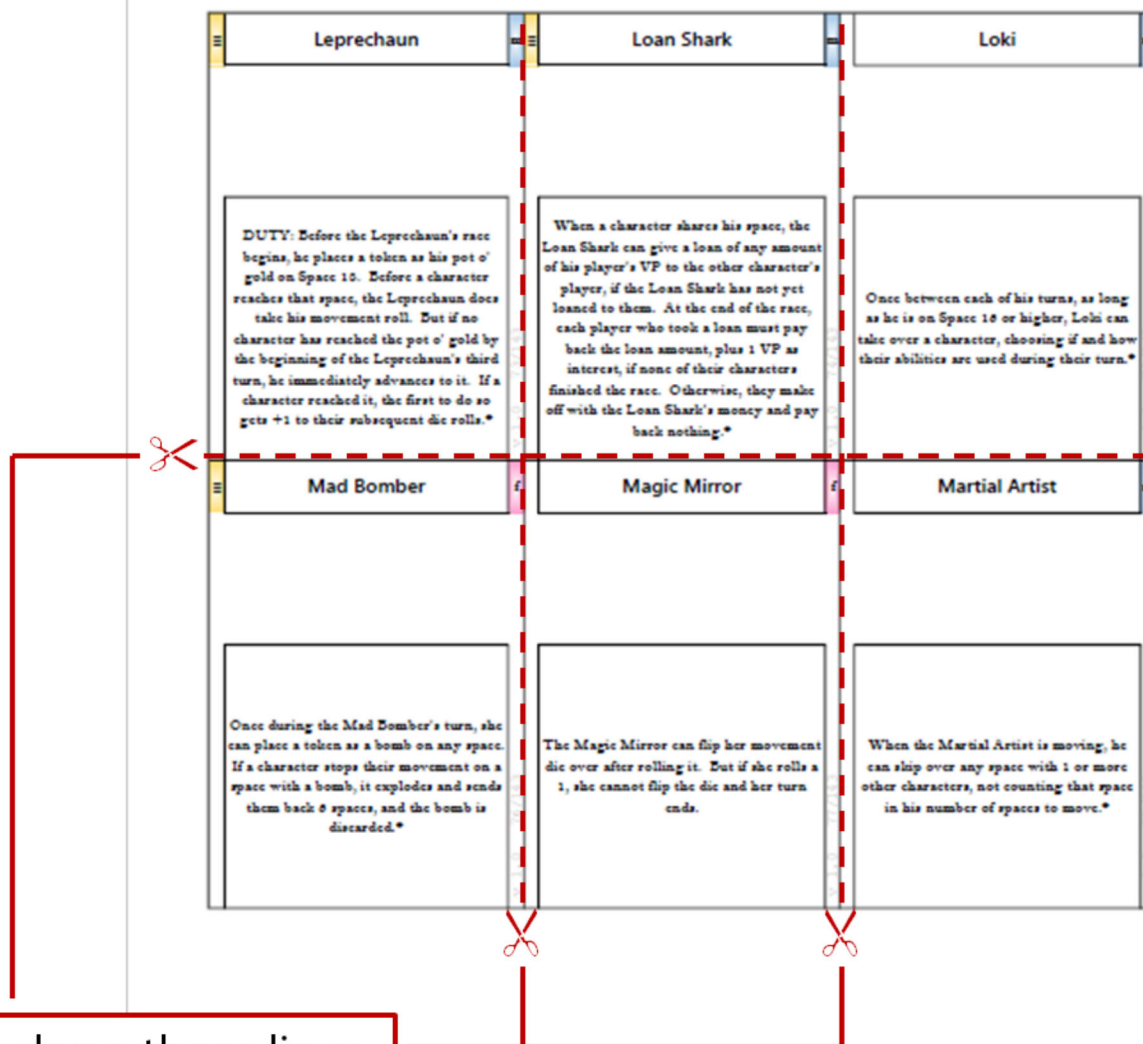 Leprechaun
DUTY: Before the Leprechaun's race
begins, he places a token as his pot o'
gold on Space 15. Before a character
reaches that space, the Leprechaun does
take his movement roll. But if no
character has reached the pot o' gold by
the beginning of the Leprechaun's third
turn, he immediately advances to it. If a
character reached it, the first to do so
gets +1 to their subsequent die rolls.*
Loan Shark
When a character shares his space, the
Loan Shark can give a loan of any amount
of his player's VP to the other character's
player, if the Loan Shark has not yet
loaned to them. At the end of the race,
each player who took a loan must pay
back the loan amount, plus 1 VP as
interest, if none of their characters
finished the race. Otherwise, they make
off with the Loan Shark's money and pay
back nothing.*
Loki
Once between each of his turns, as long
as he is on Space 16 or higher, Loki can
take over a character, choosing if and how
their abilities are used during their turn.*
Mad Bomber
Once during the Mad Bomber's turn, she
can place a token as a bomb on any space.
If a character stops their movement on a
space with a bomb, it explodes and sends
them back 6 spaces, and the bomb is
discarded.*
Magic Mirror
The Magic Mirror can flip her movement
die over after rolling it. But if she rolls a
1, she cannot flip the die and her turn
ends.
Martial Artist
When the Martial Artist is moving, he
can skip over any space with 1 or more
other characters, not counting that space
in his number of spaces to move.*